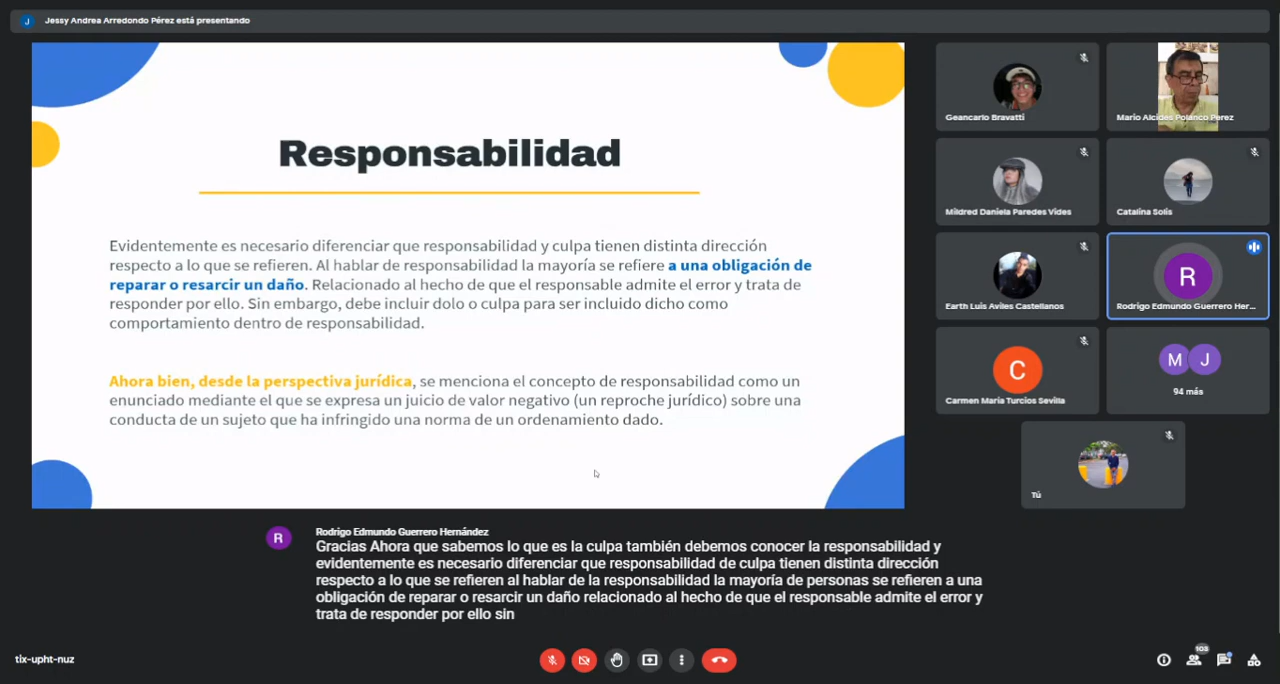 J
Jessy Andrea Arredondo Pérez está presentando
Responsabilidad
Evidentemente es necesario diferenciar que responsabilidad y culpa tienen distinta dirección
respecto a lo que se refieren. Al hablar de responsabilidad la mayoría se refiere a una obligación de
reparar o resarcir un daño. Relacionado al hecho de que el responsable admite el error y trata de
responder por ello. Sin embargo, debe incluir dolo o culpa para ser incluido dicho como
comportamiento dentro de responsabilidad.
Ahora bien, desde la perspectiva jurídica, se menciona el concepto de responsabilidad como un
enunciado mediante el que se expresa un juicio de valor negativo (un reproche jurídico) sobre una
conducta de un sujeto que ha infringido una norma de un ordenamiento dado.
Geancarlo Bravatti
Mario Alcides Polanco Perez
Mildred Daniela Paredes Vides
Catalina Solis
Earth Luis Aviles Castellanos
R
Rodrigo Edmundo Guerrero Her...
C
Carmen María Turcios Sevilla
M J
94 más
Tú
R
Rodrigo Edmundo Guerrero Hernández
Gracias Ahora que sabemos lo que es la culpa también debemos conocer la responsabilidad y
evidentemente es necesario diferenciar que responsabilidad de culpa tienen distinta dirección
respecto a lo que se refieren al hablar de la responsabilidad la mayoría de personas se refieren a una
obligación de reparar o resarcir un daño relacionado al hecho de que el responsable admite el error y
trata de responder por ello sin
tix-upht-nuz
103